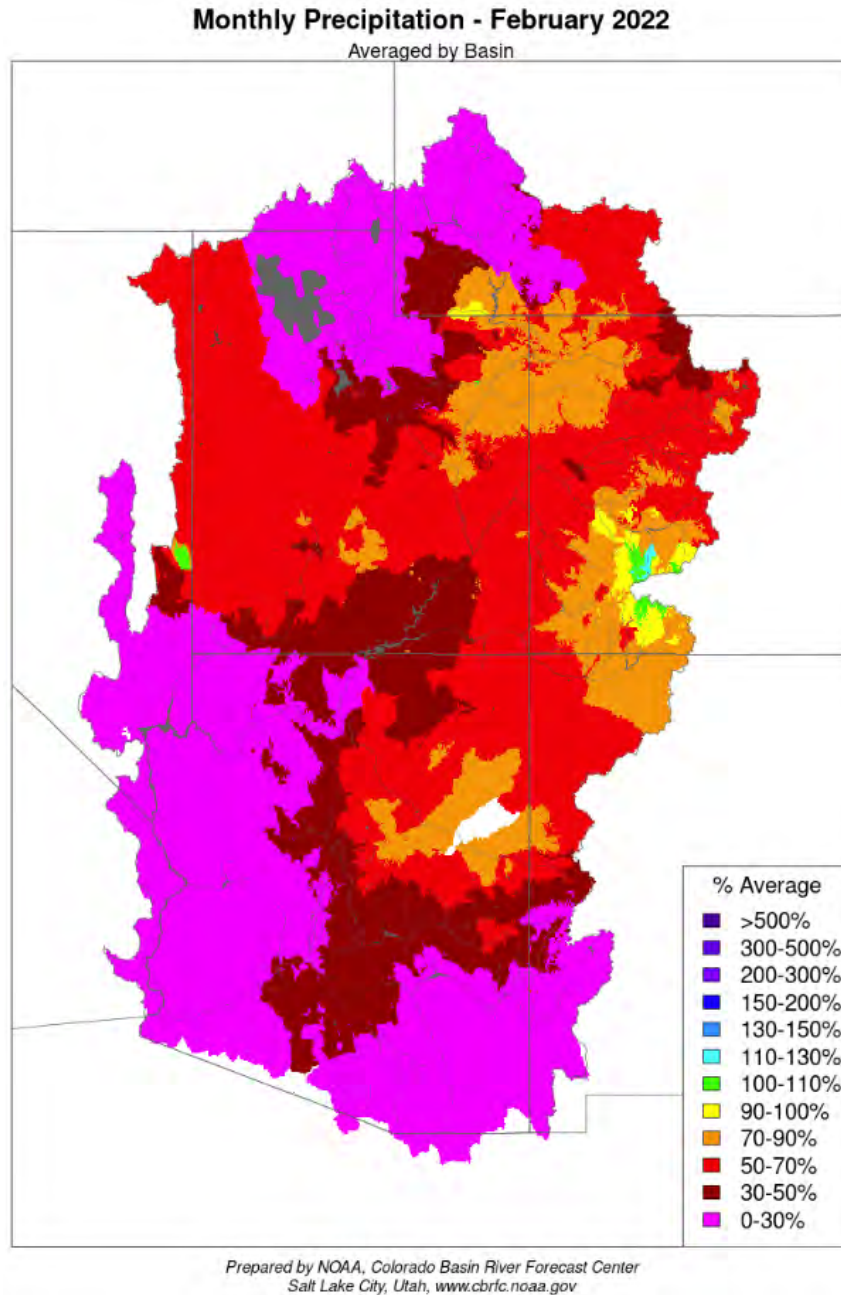 Monthly Precipitation - February 2022
Averaged by Basin
% Average
>500%
300-500%
200-300%
150-200%
130-150%
110-130%
100-110%
90-100%
70-90%
50-70%
30-50%
0-30%
Prepared by NOAA, Colorado Basin River Forecast Center
Salt Lake City, Utah, www.cbrfc.noaa.gov